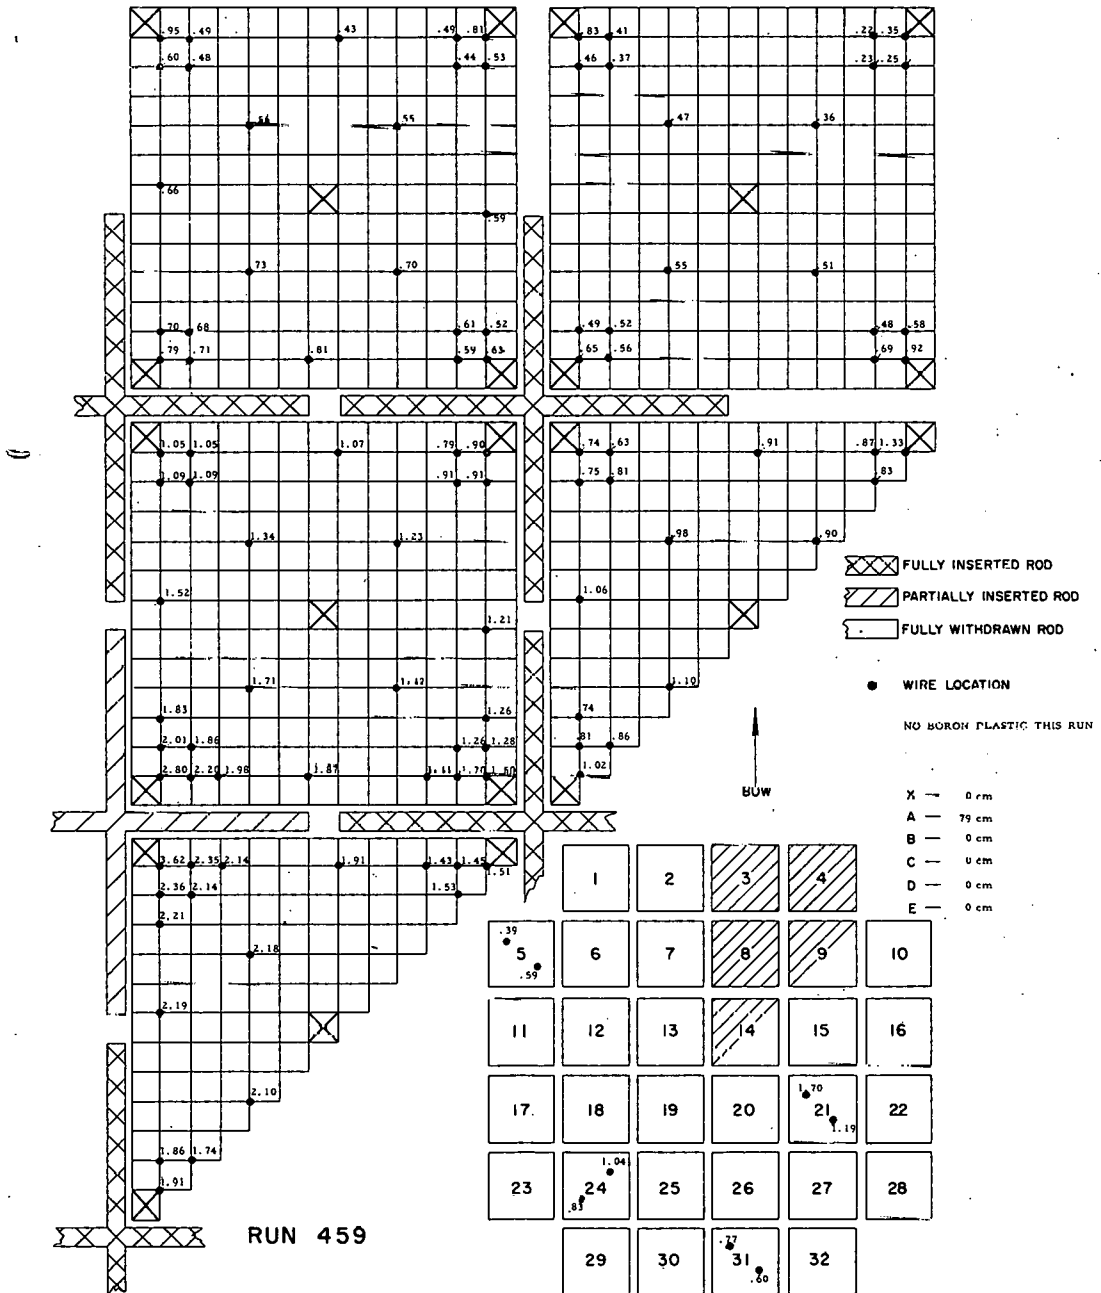 .95 .49 .43 .49 .81 .83 .41 .22 .35
.60 .48 .44 .53 .46 .37 .23 .25
.56 .55 .47 .36
.66
.59
.73 .70 .55 .51
.70 .68 .61 .52 .49 .52 .48 .58
.79 .71 .81 .59 .63 .65 .56 .69 .92
1.05 1.05 1.07 .79 .90 .74 .63 .91 .87 1.33
1.09 1.09 .91 .91 .75 .81 .83
1.34 1.23 .98 .90
1.52 1.06
1.21
1.71 1.10
1.83 1.26 .74
2.01 1.86 1.26 1.28 .81 .86
2.80 2.20 1.98 1.87 1.70 1.02
FULLY INSERTED ROD
PARTIALLY INSERTED ROD
FULLY WITHDRAWN ROD
WIRE LOCATION
NO BORON PLASTIC THIS RUN
BOW
X — 0 cm
A — 79 cm
B — 0 cm
C — 0 cm
D — 0 cm
E — 0 cm
3.62 2.35 2.14 1.91 1.43 1.45
1.51
2.36 2.14 1.53
2.21
2.18
2.19
2.10
1.86 1.74
1.91
1 2 3 4
.39
5 6 7 8 9 10
.59
11 12 13 14 15 16
1.70
17 18 19 20 21 22
1.19
1.04
23 24 25 26 27 28
.83
.77
29 30 31 32
.60
RUN 459